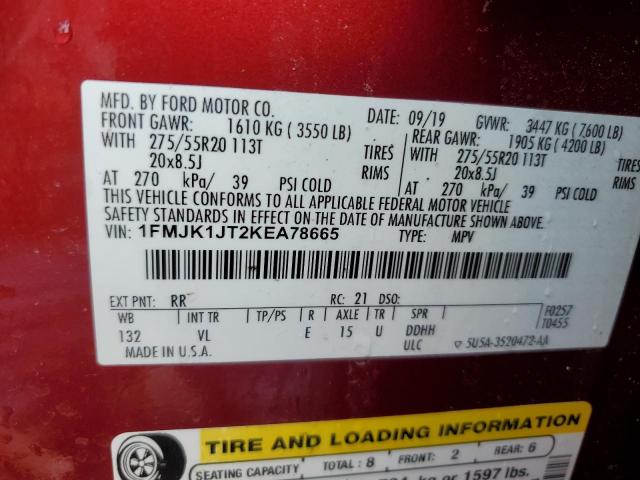 MFD. BY FORD MOTOR CO.
DATE: 09/19 GVWR: 3447 KG (7600 LB)
FRONT GAWR: 1610 KG (3550 LB) REAR GAWR: 1905 KG (4200 LB)
WITH 275/55R20 113T TIRES WITH 275/55R20 113T TIRES
20x8.5J RIMS 20x8.5J RIMS
AT 270 kPa/ 39 PSI COLD AT 270 kPa/ 39 PSI COLD
THIS VEHICLE CONFORMS TO ALL APPLICABLE FEDERAL MOTOR VEHICLE
SAFETY STANDARDS IN EFFECT ON THE DATE OF MANUFACTURE SHOWN ABOVE.
VIN: 1FMJK1JT2KEA78665 TYPE: MPV
EXT PNT: RR RC: 21 DSO: F0257
WB INT TR TP/PS R AXLE TR SPR T0455
132 VL E 15 U DDHH
MADE IN U.S.A. ULC 5U5A-3520472-AA
TIRE AND LOADING INFORMATION
SEATING CAPACITY TOTAL: 8 FRONT: 2 REAR: 6
kg or 1597 lbs.